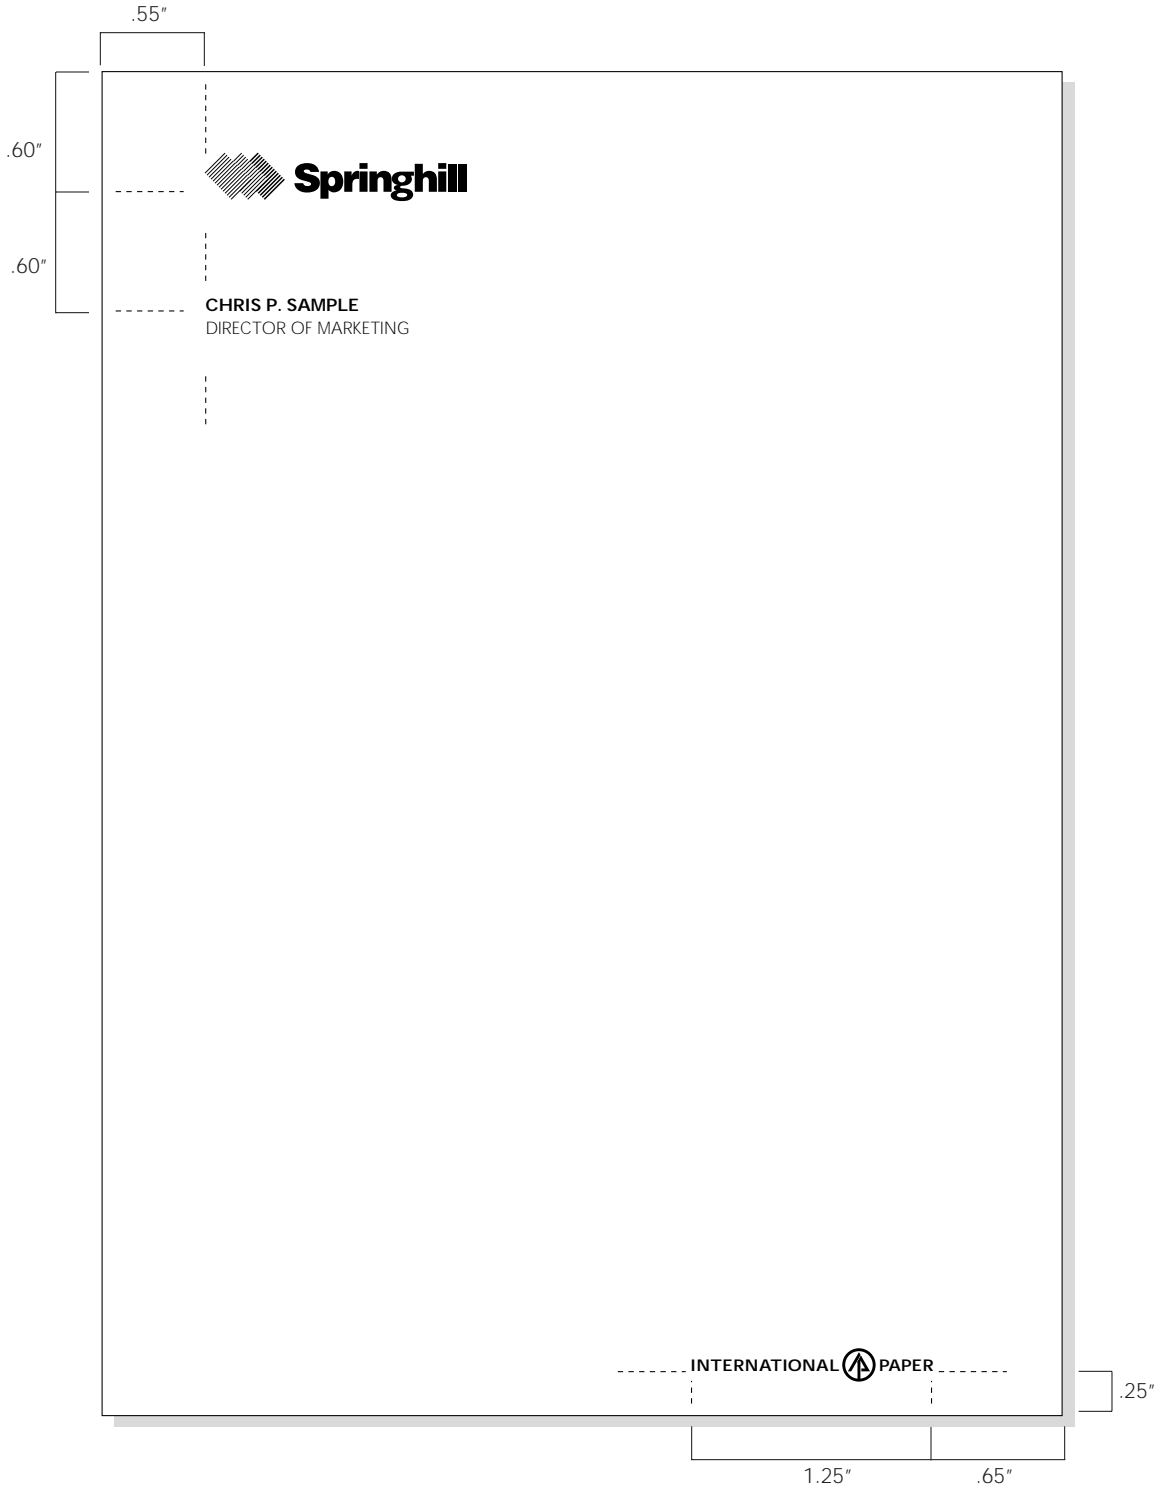 .55"
.60"
Springhill
.60"
CHRIS P. SAMPLE
DIRECTOR OF MARKETING
INTERNATIONAL PAPER
.25"
1.25" .65"